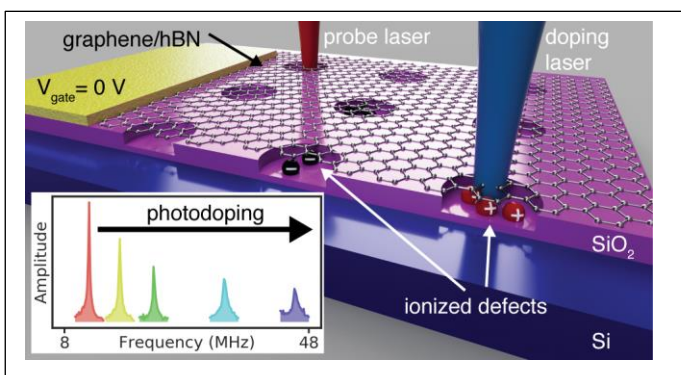 graphene/hBN
probe laser
doping
laser
V_gate = 0 V
photodoping
Amplitude
8 Frequency (MHz) 48
ionized defects
SiO₂
Si
− −
+ + +